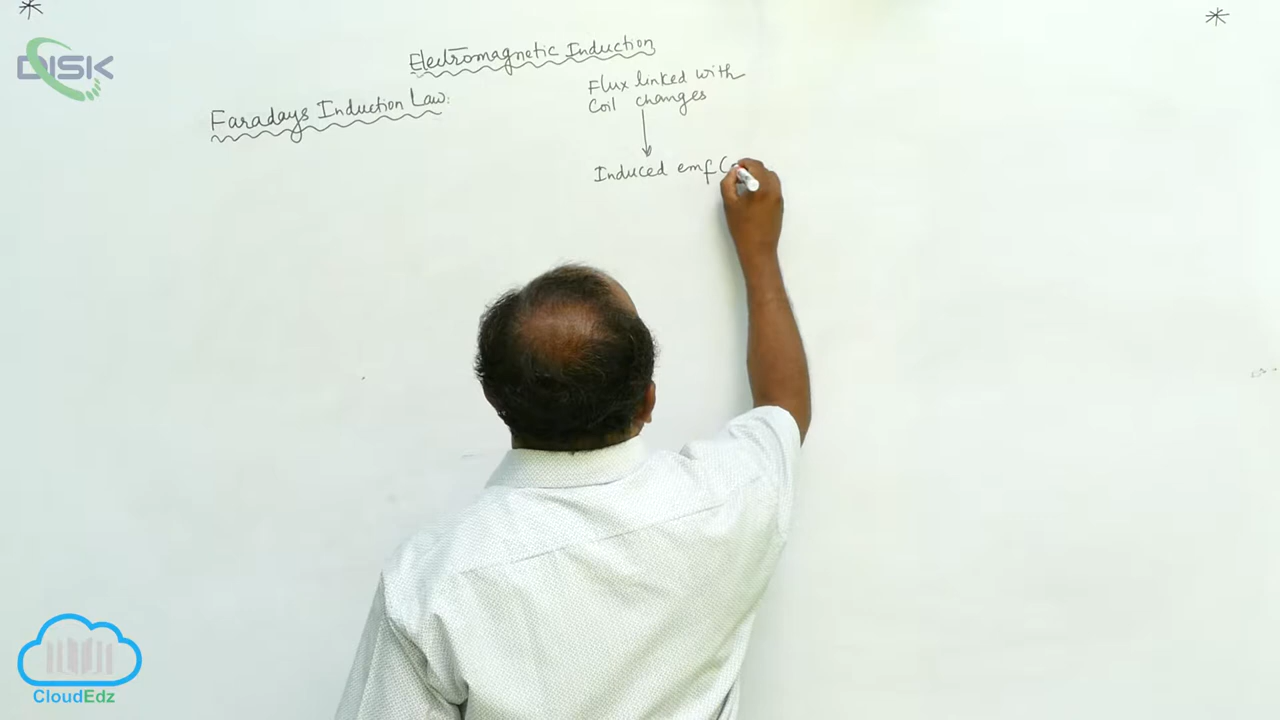 DISK
Electromagnetic Induction
Faradays Induction Law:
Flux linked with
Coil changes
Induced emf (
CloudEdz